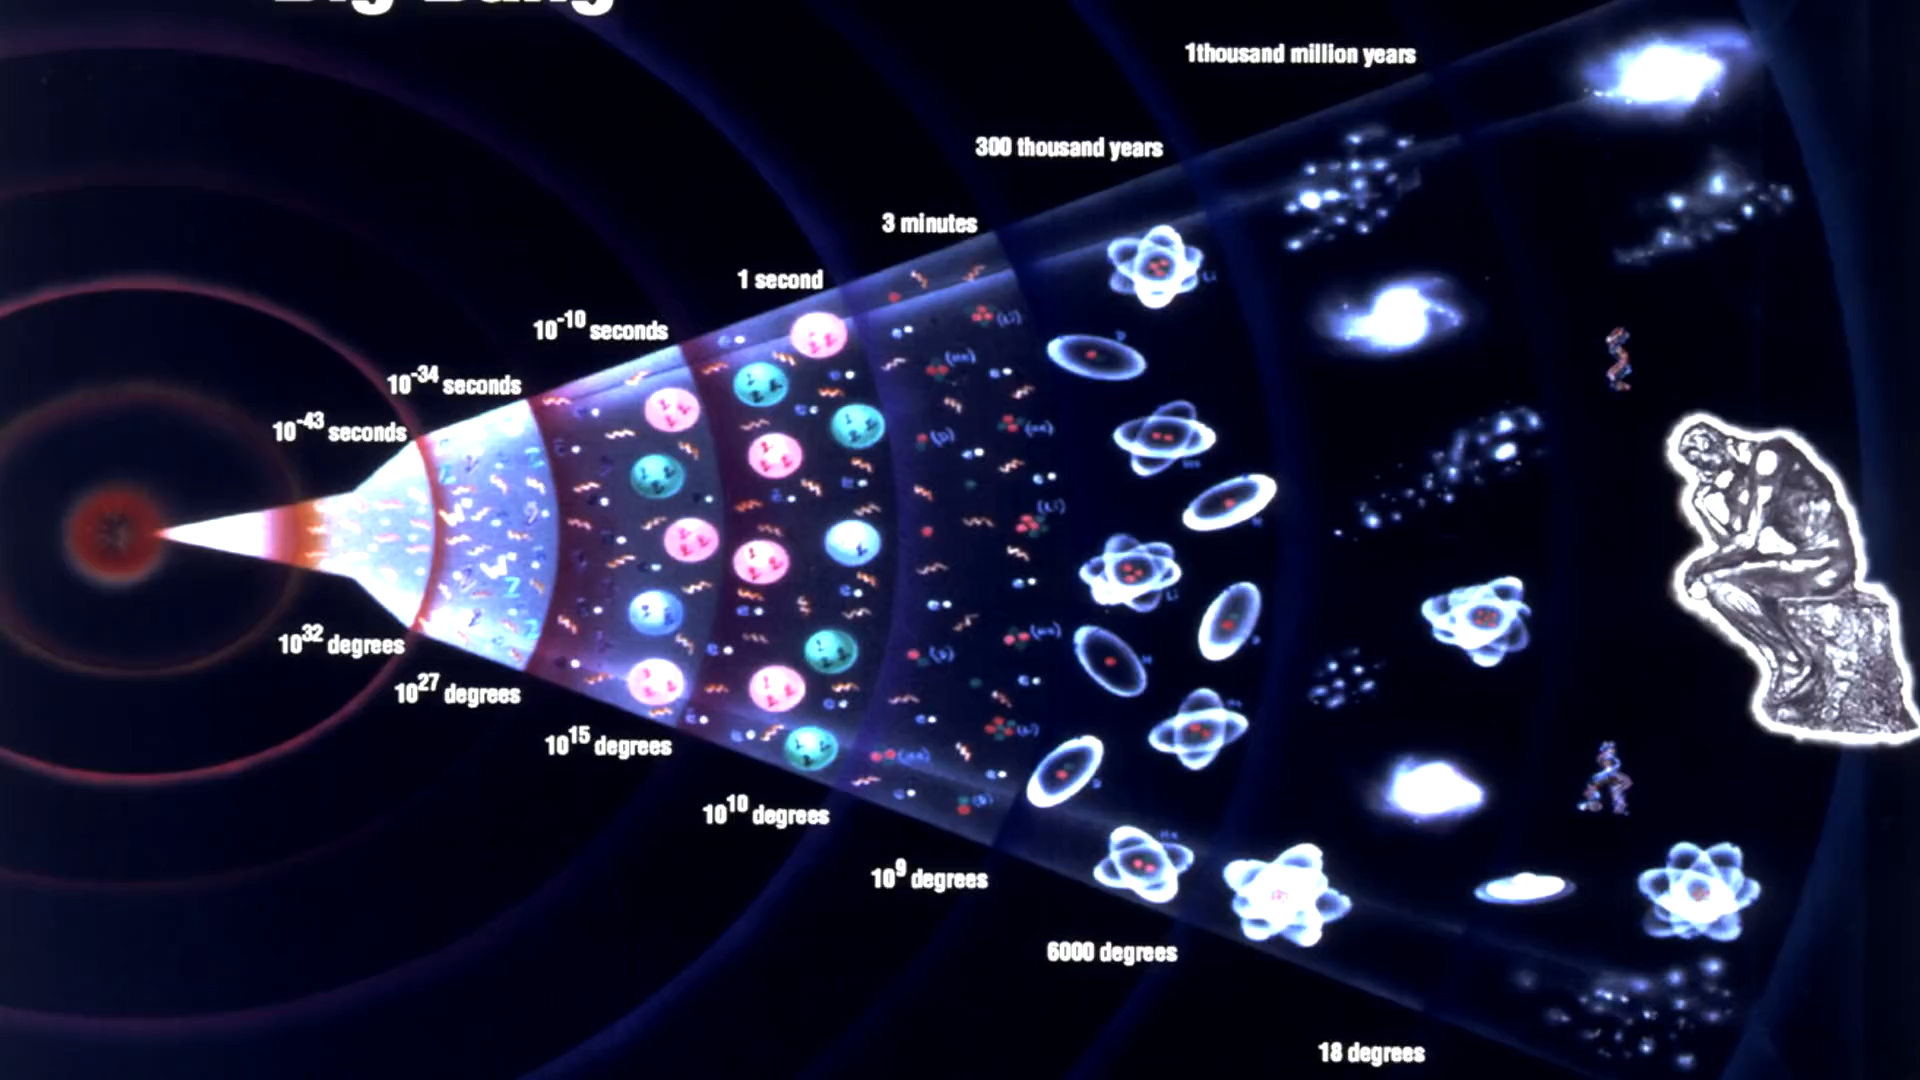 Big Bang
1thousand million years
300 thousand years
3 minutes
1 second
10-10 seconds
10-34 seconds
10-43 seconds
1032 degrees
1027 degrees
1015 degrees
1010 degrees
109 degrees
6000 degrees
18 degrees